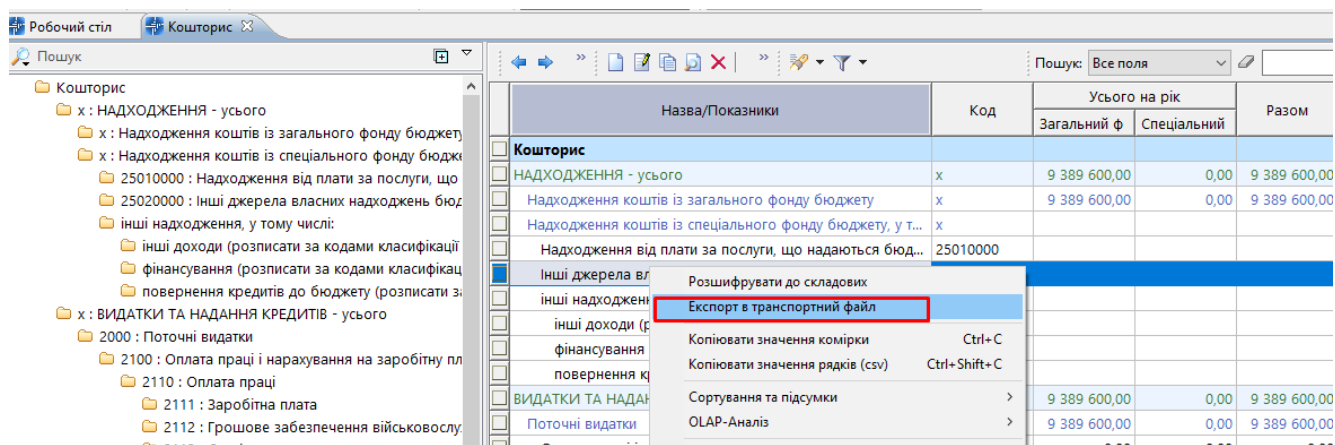 Робочий стіл
Кошторис
Пошук
Кошторис
x : НАДХОДЖЕННЯ - усього
x : Надходження коштів із загального фонду бюджету
x : Надходження коштів із спеціального фонду бюдже
25010000 : Надходження від плати за послуги, що
25020000 : Інші джерела власних надходжень бюд
інші надходження, у тому числі:
інші доходи (розписати за кодами класифікації
фінансування (розписати за кодами класифікац
повернення кредитів до бюджету (розписати за
x : ВИДАТКИ ТА НАДАННЯ КРЕДИТІВ - усього
2000 : Поточні видатки
2100 : Оплата праці і нарахування на заробітну пл
2110 : Оплата праці
2111 : Заробітна плата
2112 : Грошове забезпечення військовослу
Пошук: Все поля
Назва/Показники Код Усього на рік Разом
Загальний ф Спеціальний
Кошторис
НАДХОДЖЕННЯ - усього x 9 389 600,00 0,00 9 389 600,00
Надходження коштів із загального фонду бюджету x 9 389 600,00 0,00 9 389 600,00
Надходження коштів із спеціального фонду бюджету, у т... x
Надходження від плати за послуги, що надаються бюд... 25010000
Інші джерела вл
інші надходжен
інші доходи (р
фінансування
повернення к
ВИДАТКИ ТА НАДАН 9 389 600,00 0,00 9 389 600,00
Поточні видатки 9 389 600,00 0,00 9 389 600,00
Розшифрувати до складових
Експорт в транспортний файл
Копіювати значення комірки Ctrl+C
Копіювати значення рядків (csv) Ctrl+Shift+C
Сортування та підсумки
OLAP-Аналіз